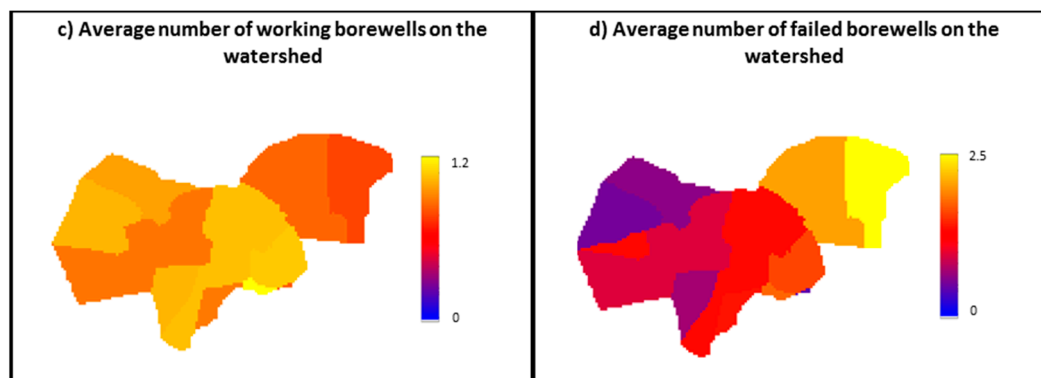 c) Average number of working borewells on the
watershed
1.2
0
d) Average number of failed borewells on the
watershed
2.5
0